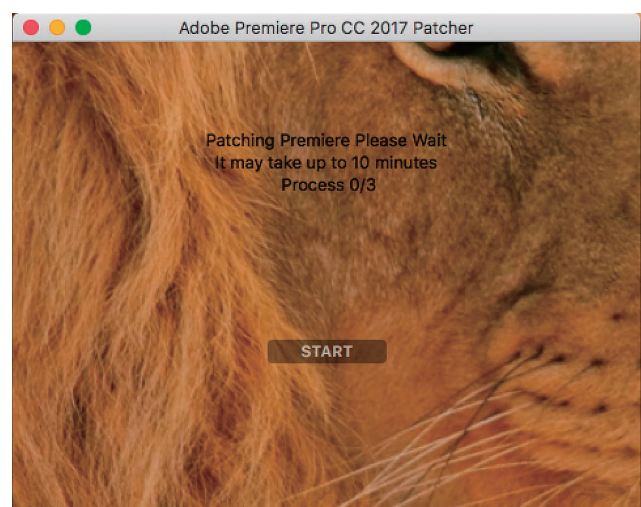 Adobe Premiere Pro CC 2017 Patcher
Patching Premiere Please Wait
It may take up to 10 minutes
Process 0/3
START